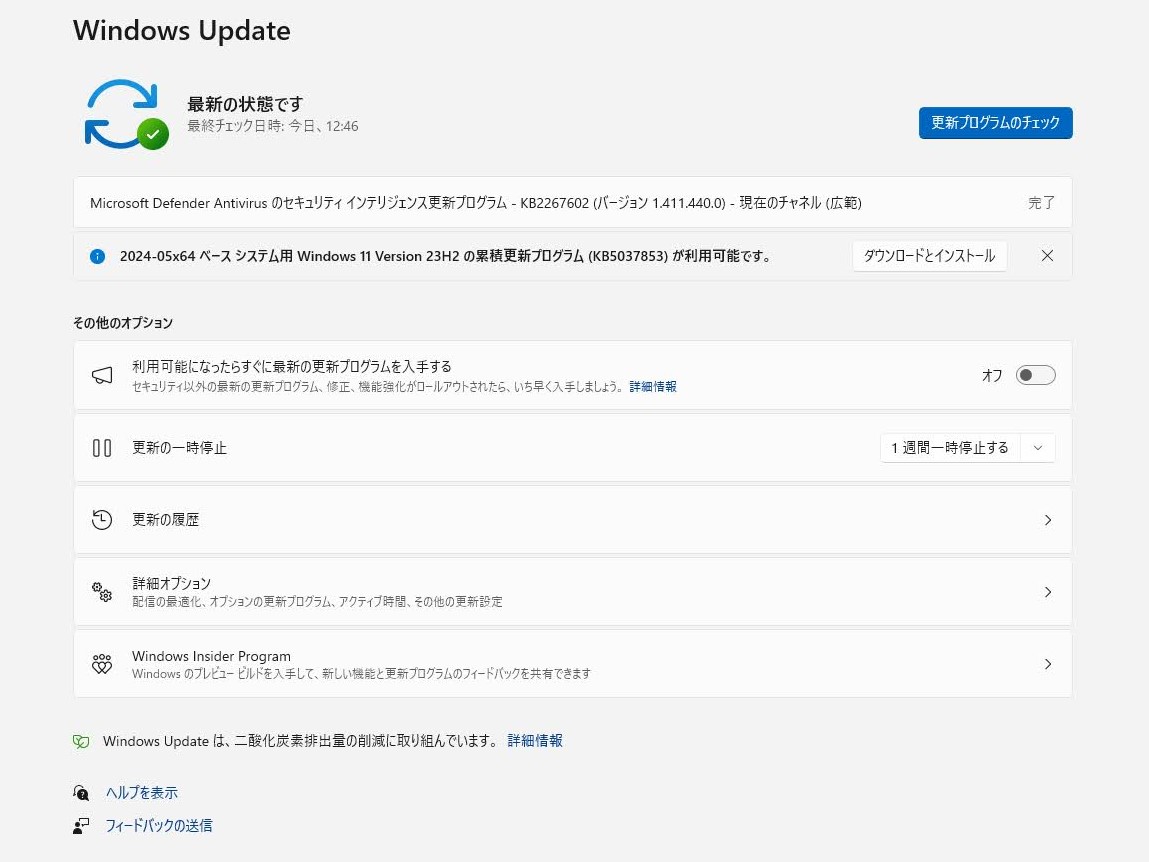 Windows Update
最新の状態です
最終チェック日時: 今日、12:46
更新プログラムのチェック
Microsoft Defender Antivirus のセキュリティ インテリジェンス更新プログラム - KB2267602 (バージョン 1.411.440.0) - 現在のチャネル (広範)
完了
2024-05x64 ベース システム用 Windows 11 Version 23H2 の累積更新プログラム (KB5037853) が利用可能です。
ダウンロードとインストール
その他のオプション
利用可能になったらすぐに最新の更新プログラムを入手する
セキュリティ以外の最新の更新プログラム、修正、機能強化がロールアウトされたら、いち早く入手しましょう。 詳細情報
オフ
更新の一時停止
1 週間一時停止する
更新の履歴
詳細オプション
配信の最適化、オプションの更新プログラム、アクティブ時間、その他の更新設定
Windows Insider Program
Windows のプレビュー ビルドを入手して、新しい機能と更新プログラムのフィードバックを共有できます
Windows Update は、二酸化炭素排出量の削減に取り組んでいます。 詳細情報
ヘルプを表示
フィードバックの送信